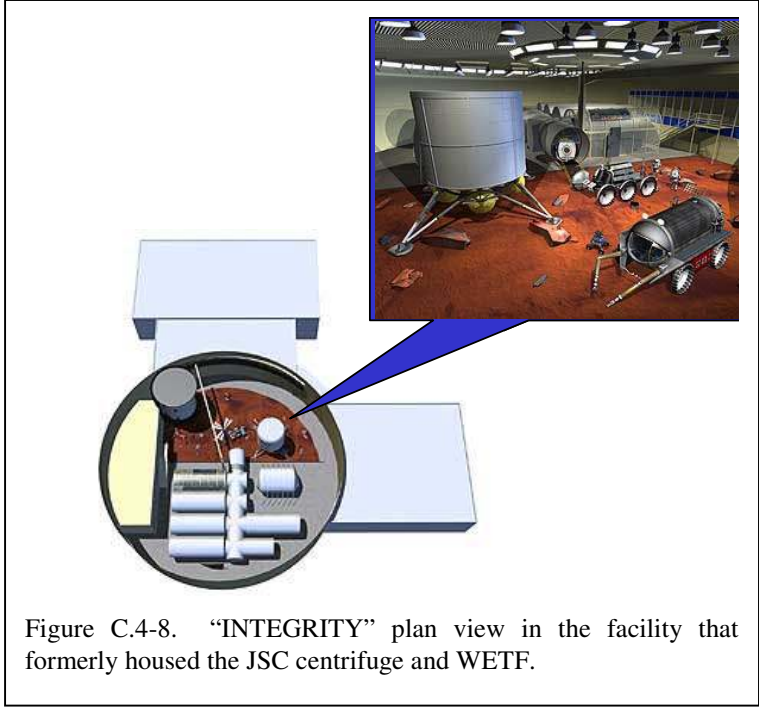 Figure C.4-8. “INTEGRITY” plan view in the facility that
formerly housed the JSC centrifuge and WETF.